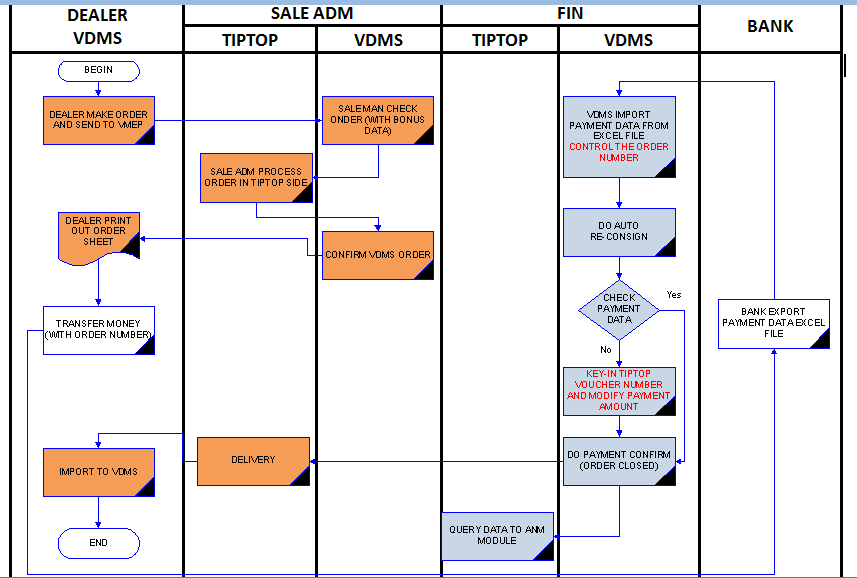 DEALER
VDMS
SALE ADM
FIN
BANK
TIPTOP
VDMS
TIPTOP
VDMS
BEGIN
DEALER MAKE ORDER
AND SEND TO VMEP
SALEMAN CHECK
ORDER (WITH BONUS
DATA)
VDMS IMPORT
PAYMENT DATA FROM
EXCEL FILE
CONTROL THE ORDER
NUMBER
SALE ADM PROCESS
ORDER IN TIPTOP SIDE
DEALER PRINT
OUT ORDER
SHEET
CONFIRM VDMS ORDER
DO AUTO
RE-CONSIGN
CHECK
PAYMENT
DATA
Yes
No
TRANSFER MONEY
(WITH ORDER NUMBER)
BANK EXPORT
PAYMENT DATA EXCEL
FILE
KEY-IN TIPTOP
VOUCHER NUMBER
AND MODIFY PAYMENT
AMOUNT
IMPORT TO VDMS
DELIVERY
DO PAYMENT CONFIRM
(ORDER CLOSED)
END
QUERY DATA TO ANM
MODULE